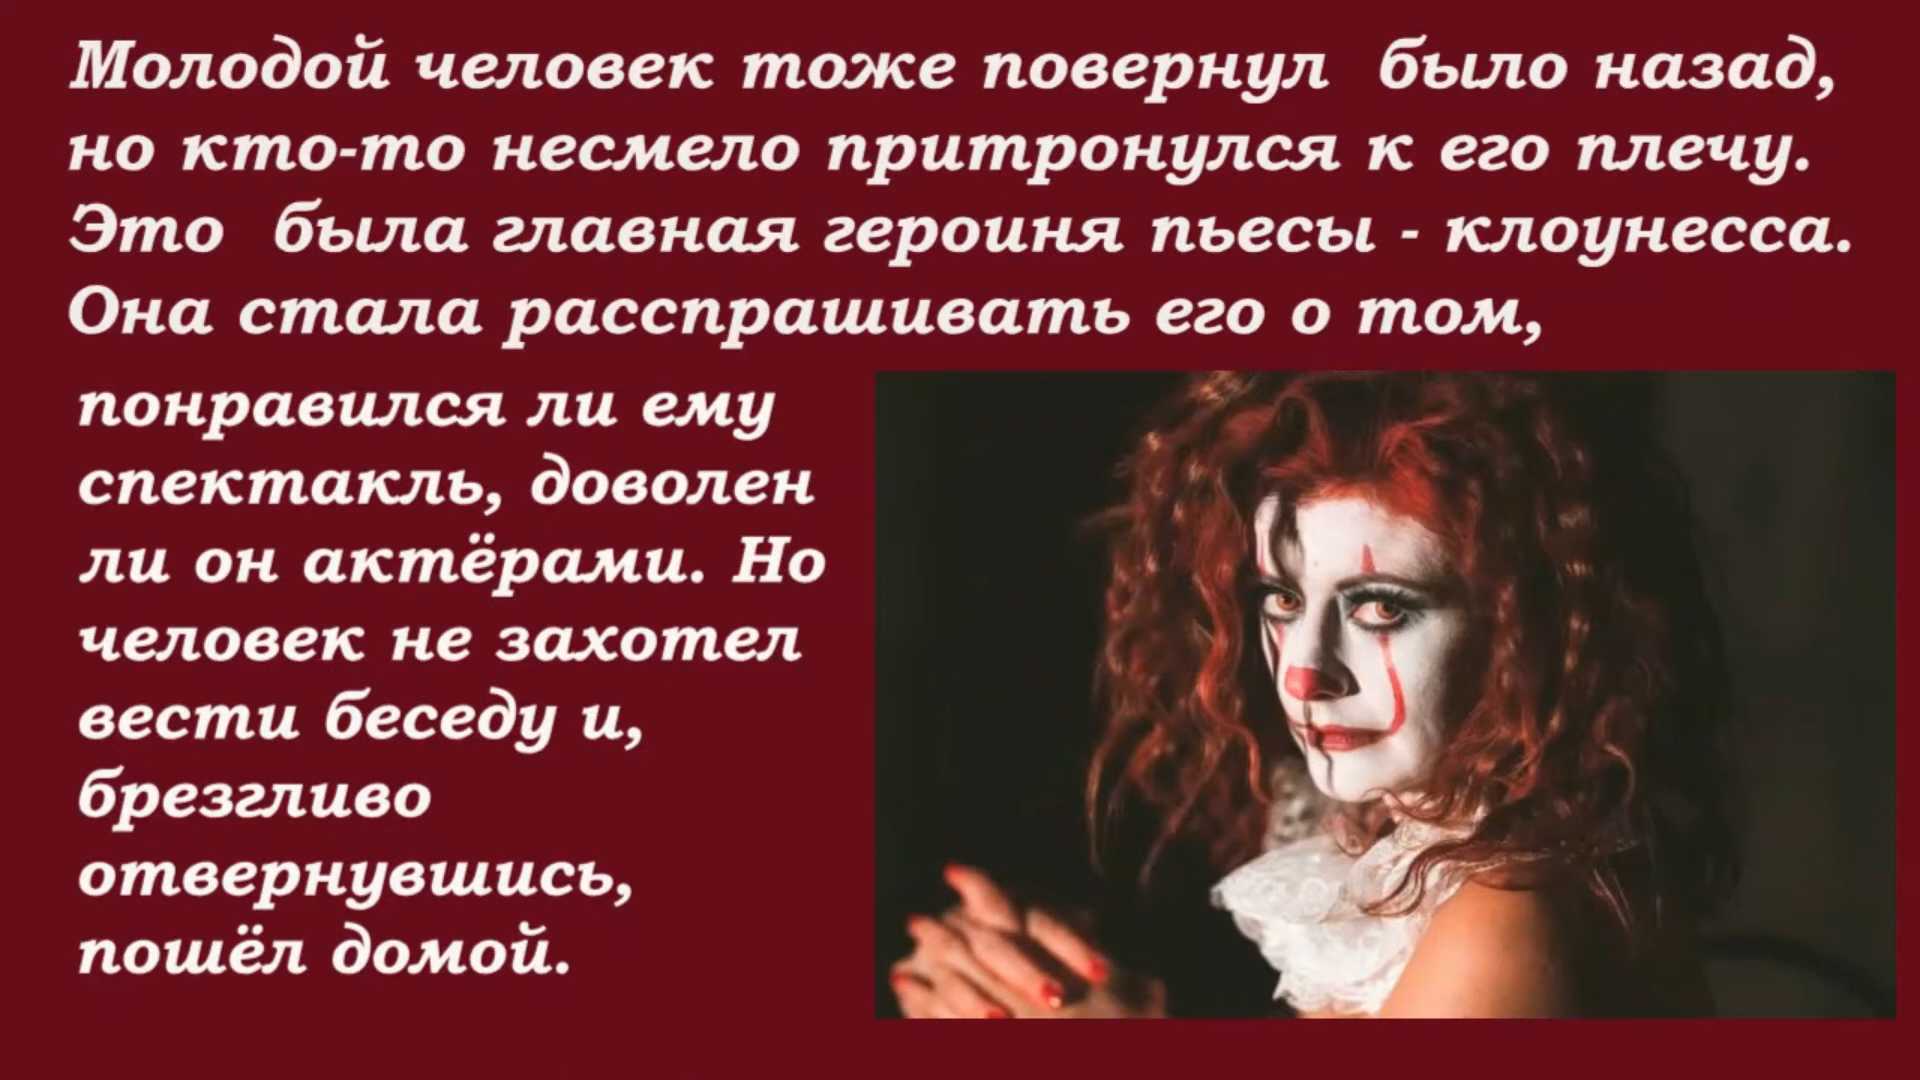 Молодой человек тоже повернул было назад,
но кто-то несмело притронулся к его плечу.
Это была главная героиня пьесы - клоунесса.
Она стала расспрашивать его о том,
понравился ли ему
спектакль, доволен
ли он актёрами. Но
человек не захотел
вести беседу и,
брезгливо
отвернувшись,
пошёл домой.